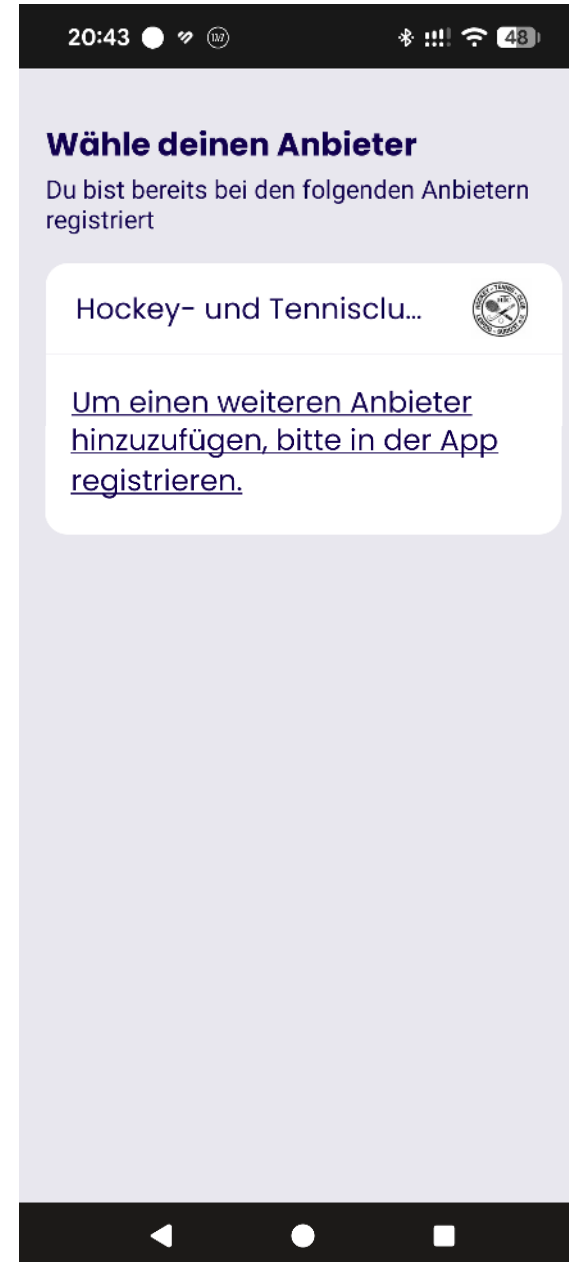 20:43
48
Wähle deinen Anbieter
Du bist bereits bei den folgenden Anbietern
registriert
Hockey- und Tennisclu...
Um einen weiteren Anbieter
hinzuzufügen, bitte in der App
registrieren.